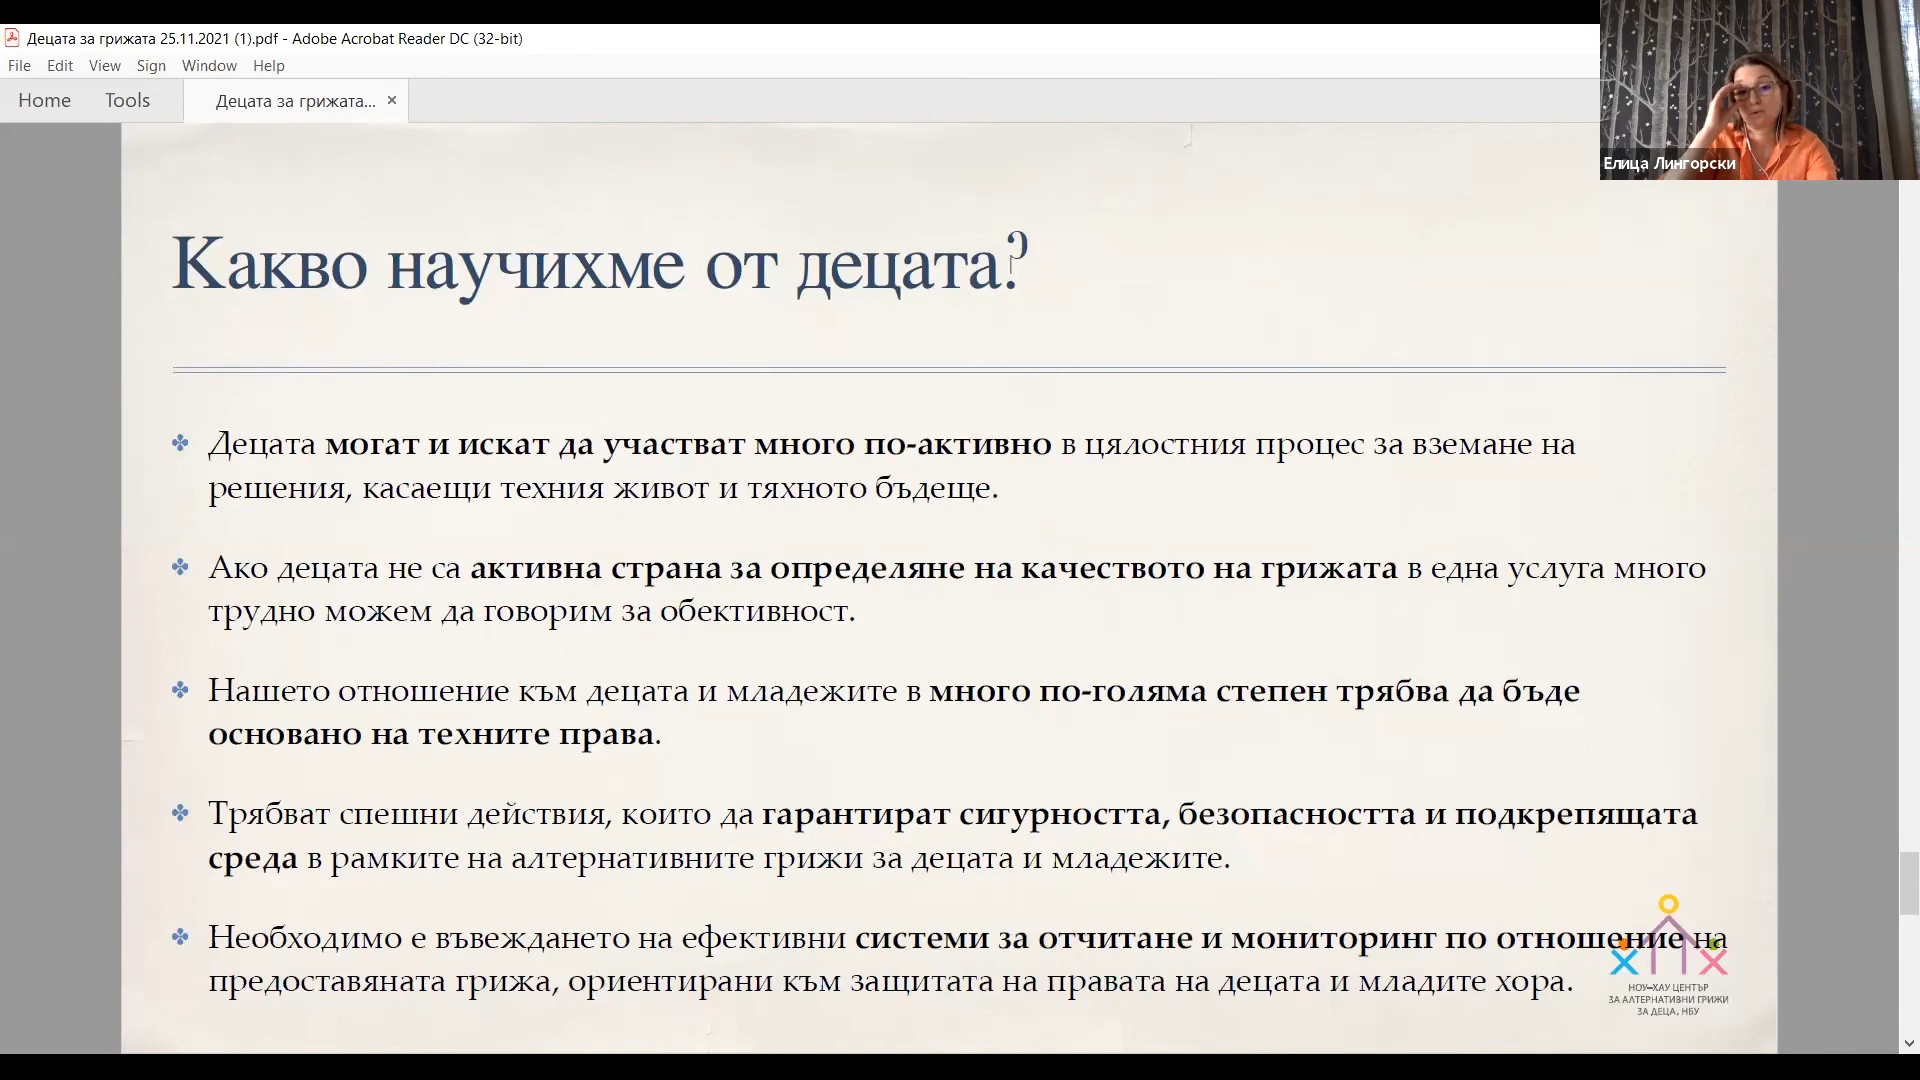 Децата за грижата 25.11.2021 (1).pdf - Adobe Acrobat Reader DC (32-bit)
File Edit View Sign Window Help
Home Tools Децата за грижата... ×
Елица Лингорски
Какво научихме от децата?
Децата могат и искат да участват много по-активно в цялостния процес за вземане на
решения, касаещи техния живот и тяхното бъдеще.
Ако децата не са активна страна за определяне на качеството на грижата в една услуга много
трудно можем да говорим за обективност.
Нашето отношение към децата и младежите в много по-голяма степен трябва да бъде
основано на техните права.
Трябват спешни действия, които да гарантират сигурността, безопасността и подкрепящата
среда в рамките на алтернативните грижи за децата и младежите.
Необходимо е въвеждането на ефективни системи за отчитане и мониторинг по отношение на
предоставяната грижа, ориентирани към защитата на правата на децата и младите хора.
НОУ-ХАУ ЦЕНТЪР
ЗА АЛТЕРНАТИВНИ ГРИЖИ
ЗА ДЕЦА, НБУ